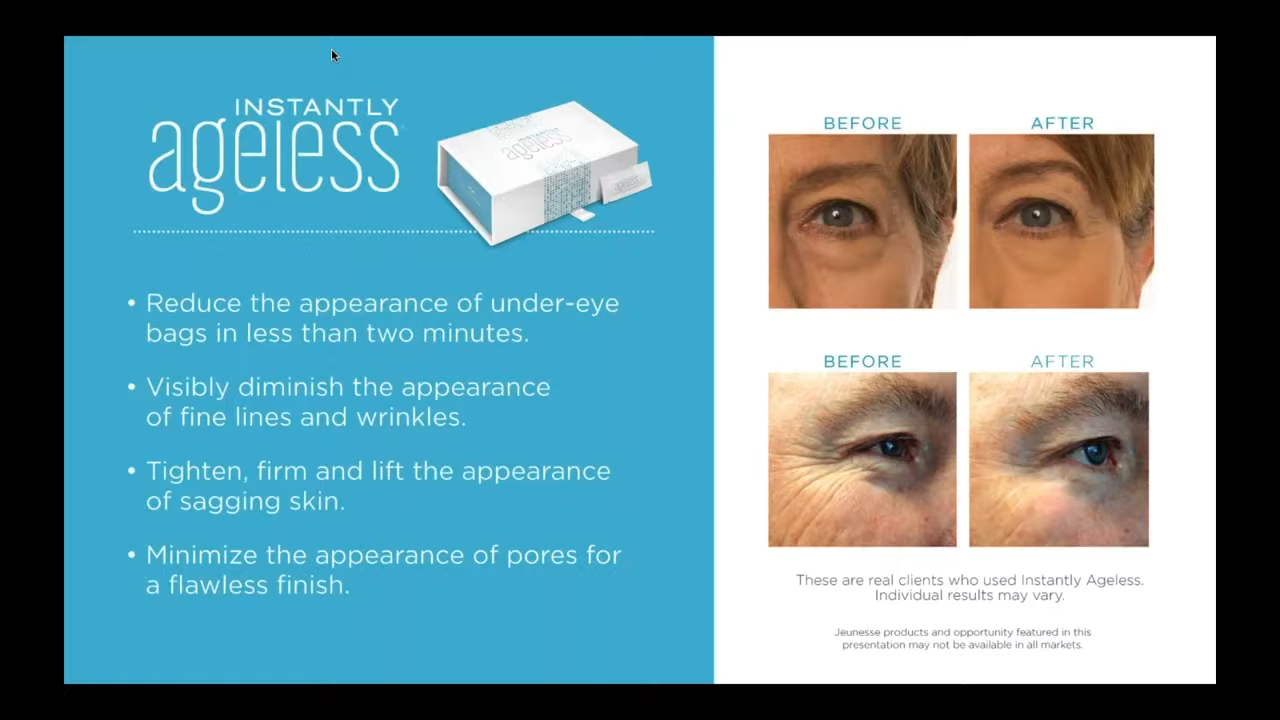 INSTANTLY
ageless
INSTANTLY
ageless
• Reduce the appearance of under-eye
bags in less than two minutes.
• Visibly diminish the appearance
of fine lines and wrinkles.
• Tighten, firm and lift the appearance
of sagging skin.
• Minimize the appearance of pores for
a flawless finish.
BEFORE
AFTER
BEFORE
AFTER
These are real clients who used Instantly Ageless.
Individual results may vary.
Jeunesse products and opportunity featured in this
presentation may not be available in all markets.